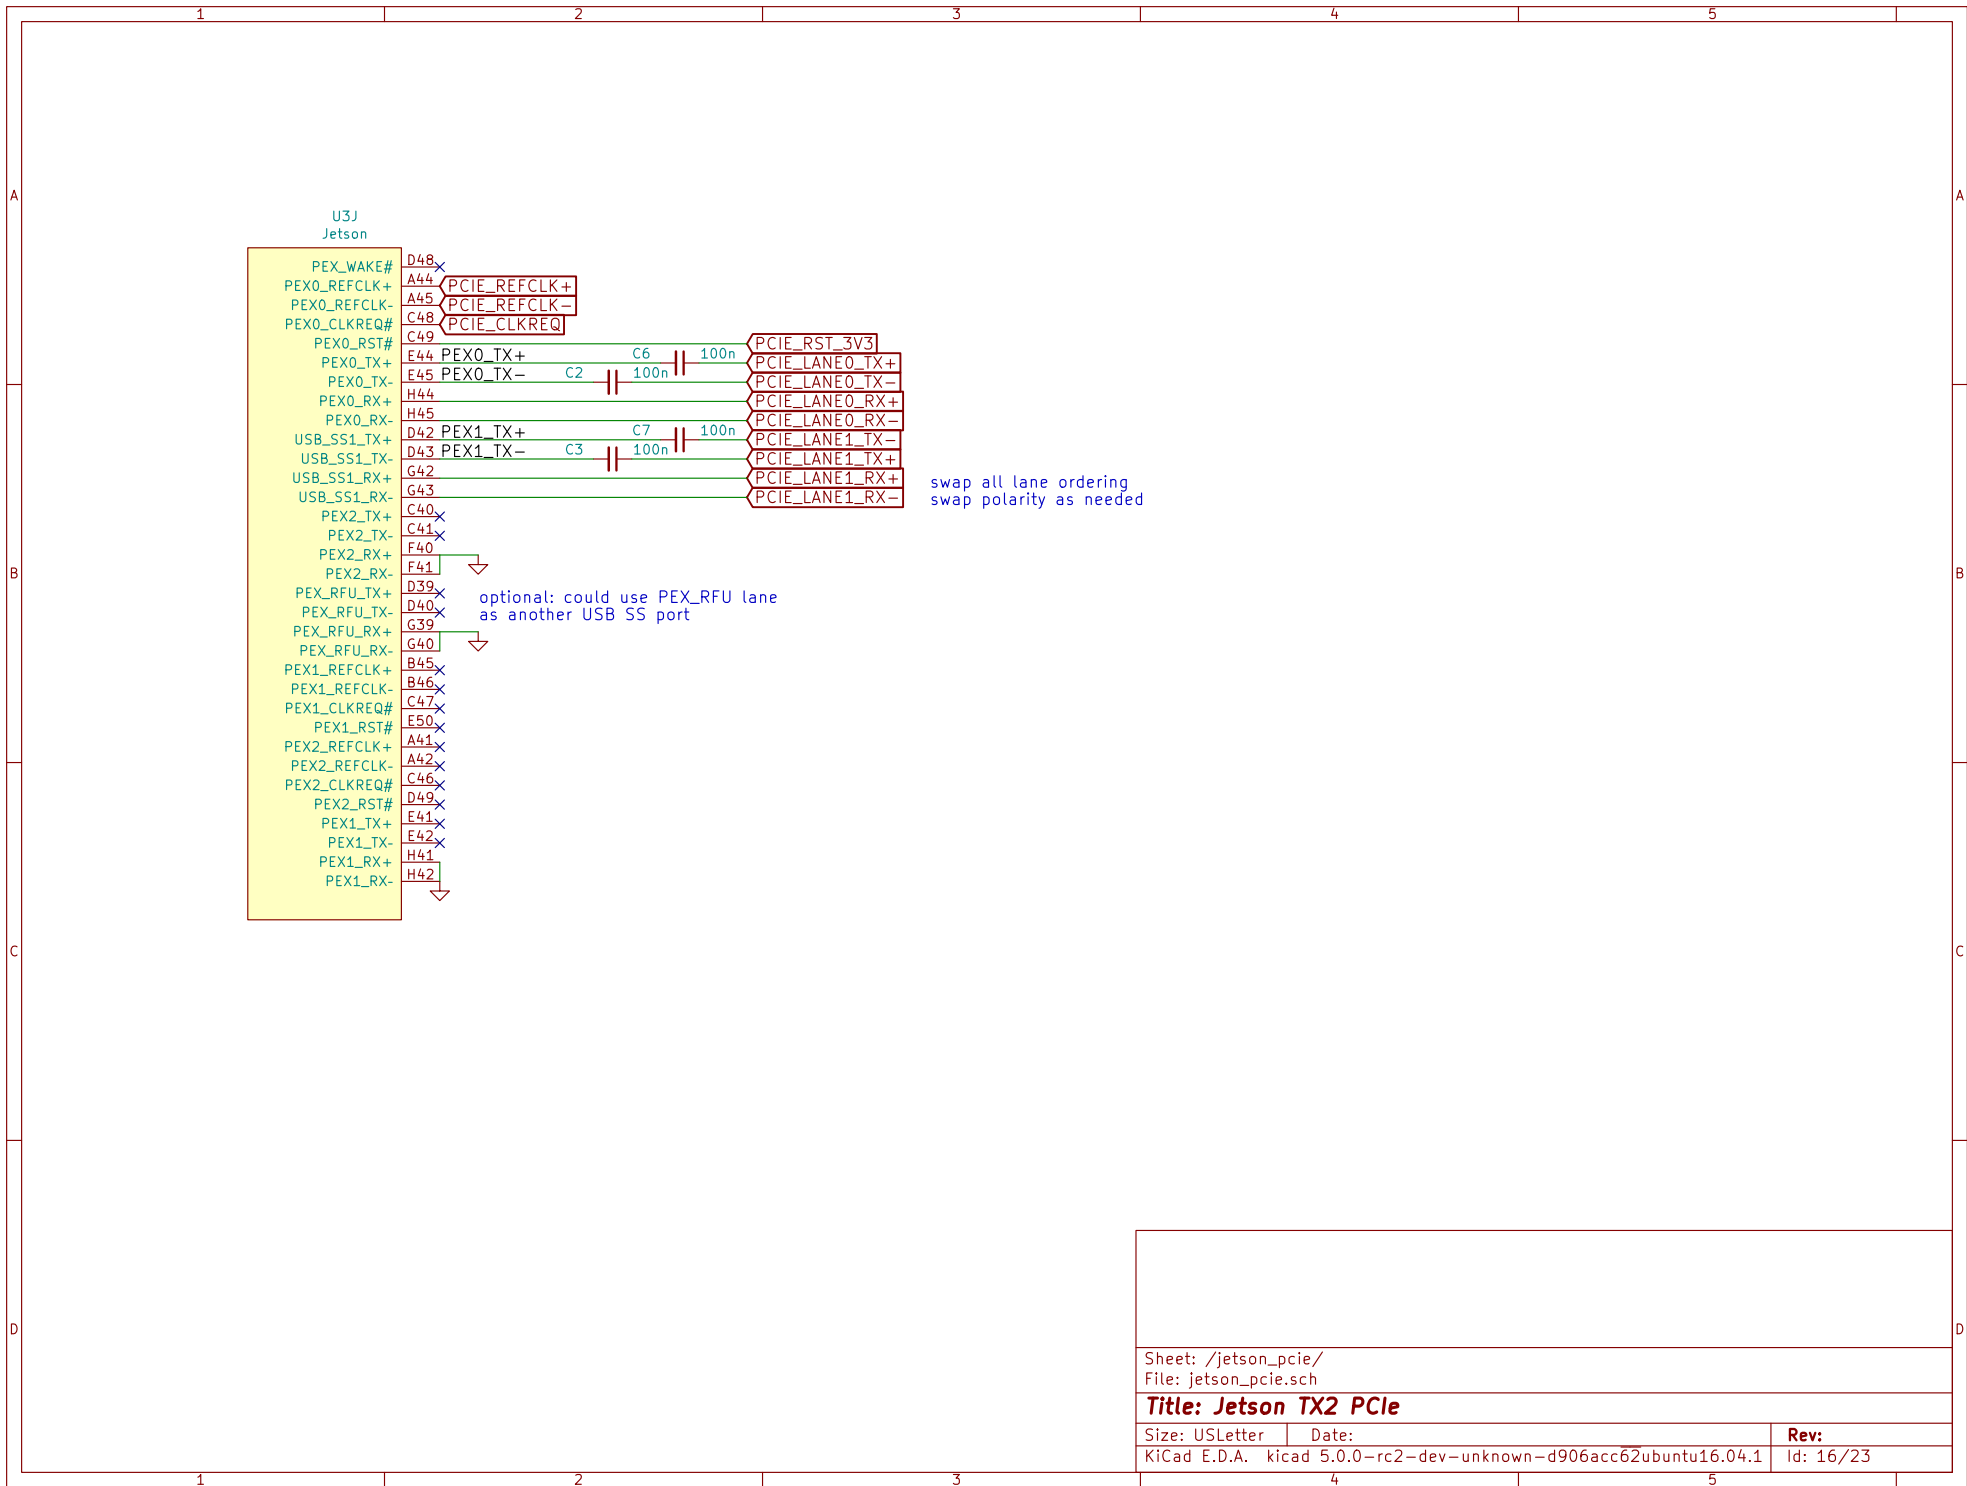 1 2 3 4 5
A A
U3J
Jetson
PEX_WAKE# D48
PEX0_REFCLK+ A44 PCIE_REFCLK+
PEX0_REFCLK- A45 PCIE_REFCLK-
PEX0_CLKREQ# C48 PCIE_CLKREQ
PEX0_RST# C49 PCIE_RST_3V3
PEX0_TX+ E44 PEX0_TX+ C6 100n PCIE_LANE0_TX+
PEX0_TX- E45 PEX0_TX- C2 100n PCIE_LANE0_TX-
PEX0_RX+ H44 PCIE_LANE0_RX+
PEX0_RX- H45 PCIE_LANE0_RX-
USB_SS1_TX+ D42 PEX1_TX+ C7 100n PCIE_LANE1_TX-
USB_SS1_TX- D43 PEX1_TX- C3 100n PCIE_LANE1_TX+
USB_SS1_RX+ G42 PCIE_LANE1_RX+
USB_SS1_RX- G43 PCIE_LANE1_RX-
swap all lane ordering
swap polarity as needed
PEX2_TX+ C40
PEX2_TX- C41
PEX2_RX+ F40
PEX2_RX- F41
B B
PEX_RFU_TX+ D39
PEX_RFU_TX- D40
optional: could use PEX_RFU lane
as another USB SS port
PEX_RFU_RX+ G39
PEX_RFU_RX- G40
PEX1_REFCLK+ B45
PEX1_REFCLK- B46
PEX1_CLKREQ# C47
PEX1_RST# E50
PEX2_REFCLK+ A41
PEX2_REFCLK- A42
PEX2_CLKREQ# C46
PEX2_RST# D49
PEX1_TX+ E41
PEX1_TX- E42
PEX1_RX+ H41
PEX1_RX- H42
C C
D D
Sheet: /jetson_pcie/
File: jetson_pcie.sch
Title: Jetson TX2 PCIe
Size: USLetter Date: Rev:
KiCad E.D.A. kicad 5.0.0-rc2-dev-unknown-d906acc62ubuntu16.04.1 Id: 16/23
1 2 3 4 5